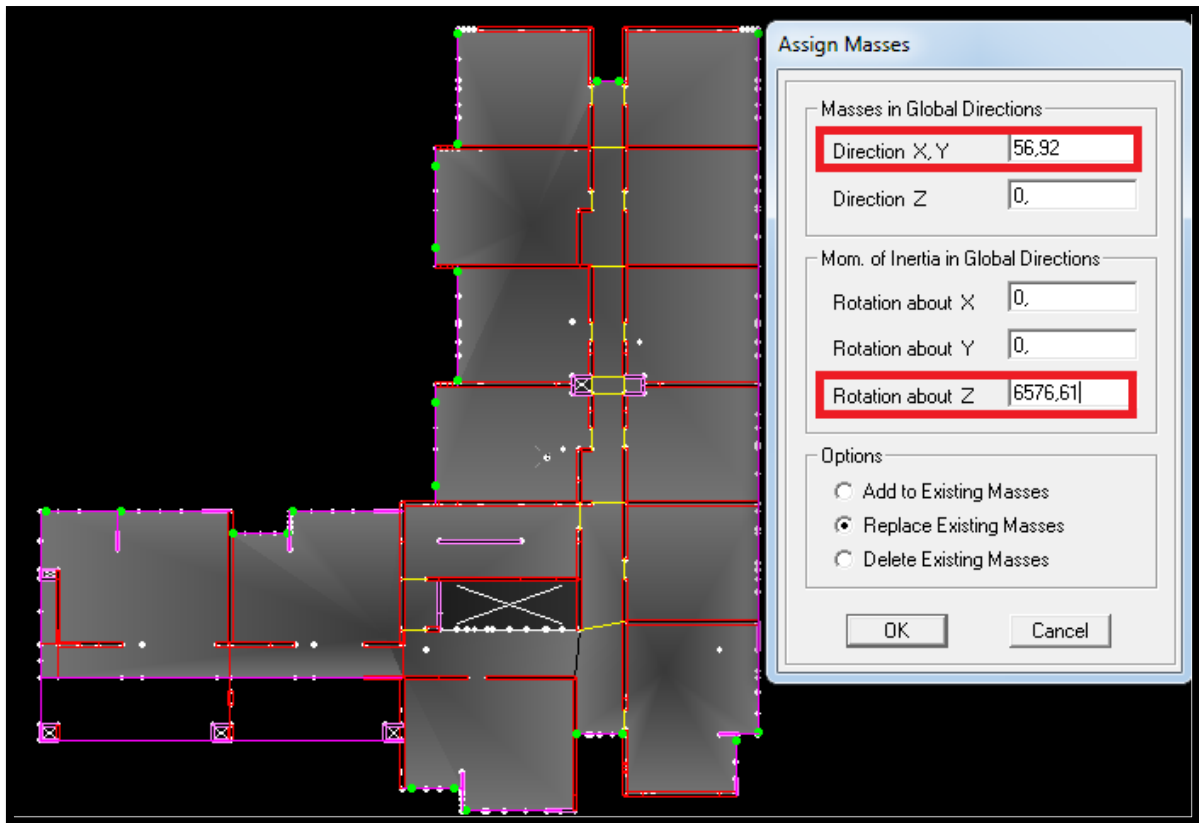 Assign Masses
Masses in Global Directions
Direction X, Y 56,92
Direction Z 0,
Mom. of Inertia in Global Directions
Rotation about X 0,
Rotation about Y 0,
Rotation about Z 6576,61
Options
Add to Existing Masses
Replace Existing Masses
Delete Existing Masses
OK Cancel